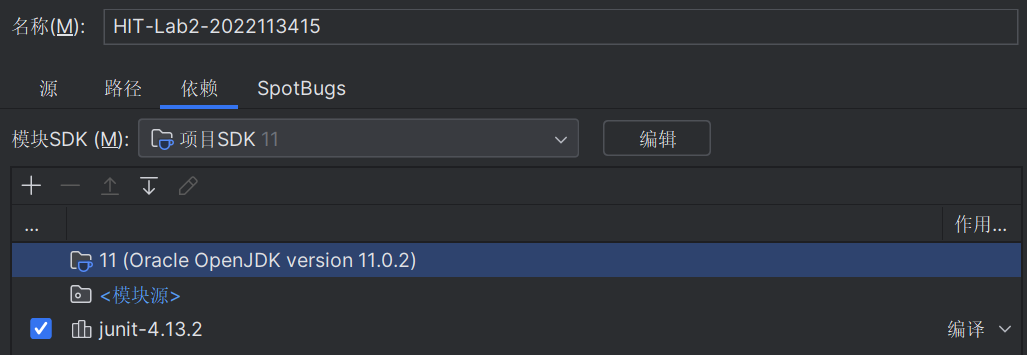 名称(M): HIT-Lab2-2022113415
源 路径 依赖 SpotBugs
模块SDK (M): 项目SDK 11 编辑
... 作用...
11 (Oracle OpenJDK version 11.0.2)
<模块源>
junit-4.13.2 编译